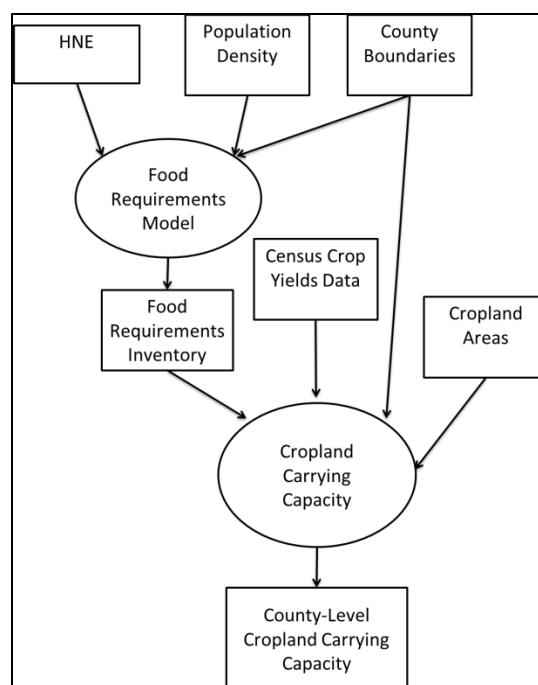 HNE
Population
Density
County
Boundaries
Food
Requirements
Model
Census Crop
Yields Data
Food
Requirements
Inventory
Cropland
Areas
Cropland
Carrying
Capacity
County-Level
Cropland Carrying
Capacity